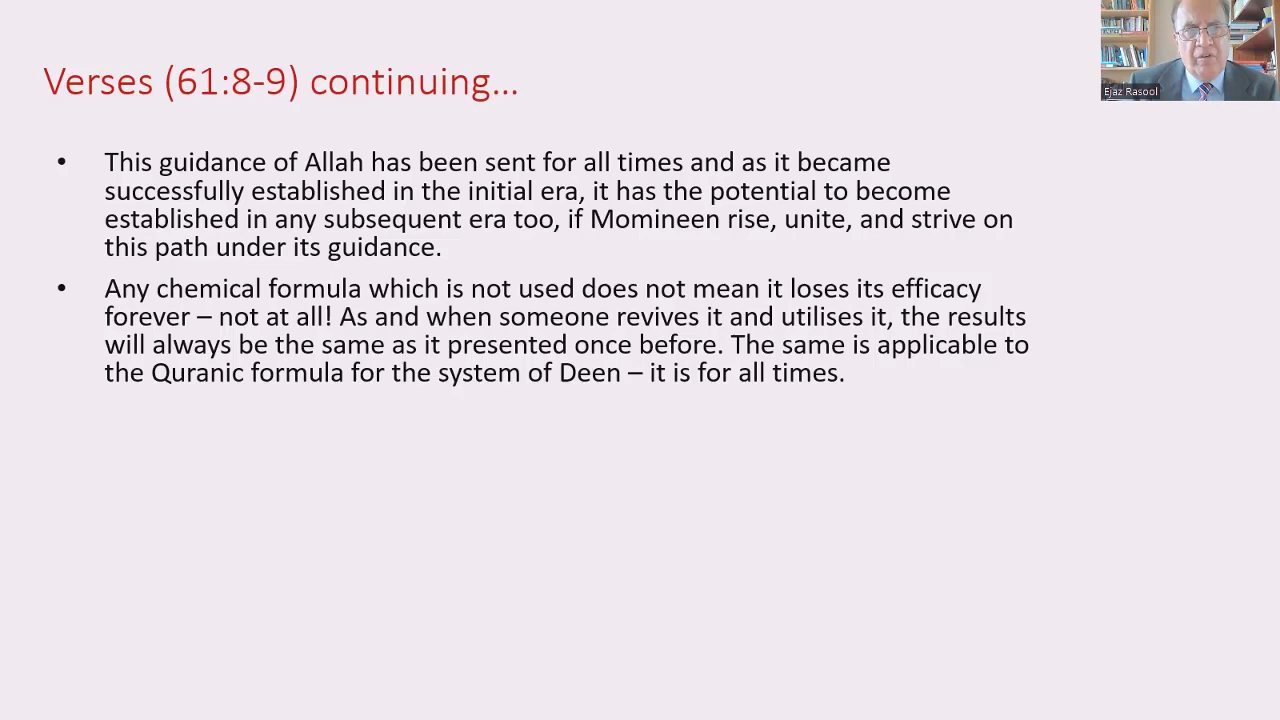 Verses (61:8-9) continuing...
Ejaz Rasool
• This guidance of Allah has been sent for all times and as it became
successfully established in the initial era, it has the potential to become
established in any subsequent era too, if Momineen rise, unite, and strive on
this path under its guidance.
• Any chemical formula which is not used does not mean it loses its efficacy
forever – not at all! As and when someone revives it and utilises it, the results
will always be the same as it presented once before. The same is applicable to
the Quranic formula for the system of Deen – it is for all times.